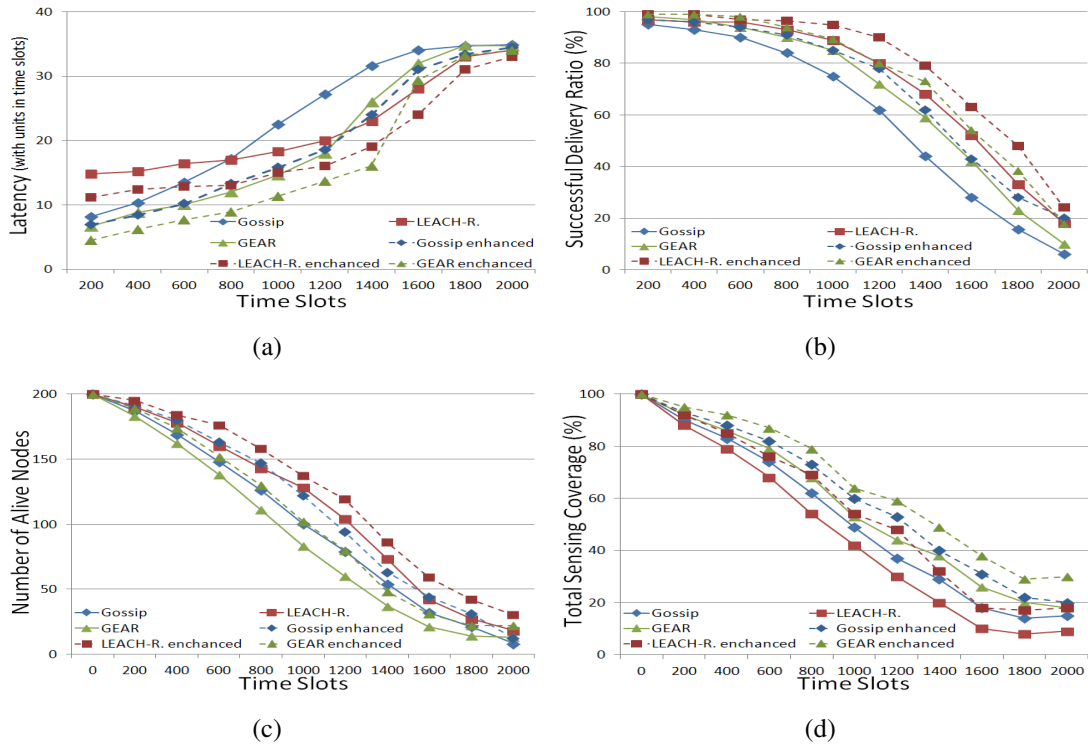 Latency (with units in time slots)
40
30
20
10
0
Gossip
LEACH-R.
GEAR
Gossip enhanced
LEACH-R. enchanced
GEAR enhanced
200 400 600 800 1000 1200 1400 1600 1800 2000
Time Slots
(a)
Successful Delivery Ratio (%)
100
80
60
40
20
0
Gossip
LEACH-R.
GEAR
Gossip enhanced
LEACH-R. enchanced
GEAR enhanced
200 400 600 800 1000 1200 1400 1600 1800 2000
Time Slots
(b)
Number of Alive Nodes
200
150
100
50
0
Gossip
LEACH-R.
GEAR
Gossip enhanced
LEACH-R. enchanced
GEAR enhanced
0 200 400 600 800 1000 1200 1400 1600 1800 2000
Time Slots
(c)
Total Sensing Coverage (%)
100
80
60
40
20
0
Gossip
LEACH-R.
GEAR
Gossip enhanced
LEACH-R. enchanced
GEAR enhanced
0 200 400 600 800 1000 1200 1400 1600 1800 2000
Time Slots
(d)